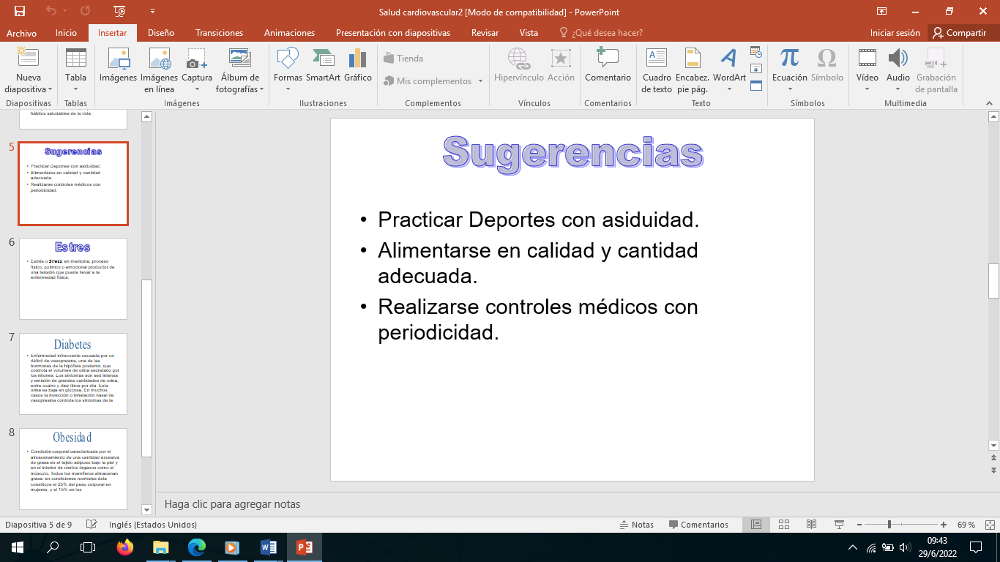 Salud cardiovascular2 [Modo de compatibilidad] - PowerPoint
Archivo Inicio Insertar Diseño Transiciones Animaciones Presentación con diapositivas Revisar Vista ¿Qué desea hacer? Iniciar sesión Compartir
Nueva diapositiva
Tabla
Imágenes
Imágenes en línea
Captura
Álbum de fotografías
Formas
SmartArt
Gráfico
Tienda
Mis complementos
Hipervínculo
Acción
Comentario
Cuadro de texto
Encabez. pie pág.
WordArt
Ecuación
Símbolo
Vídeo
Audio
Grabación de pantalla
Diapositivas Tablas Imágenes Ilustraciones Complementos Vínculos Comentarios Texto Símbolos Multimedia
hábitos saludables de la vida.
5
Sugerencias
• Practicar Deportes con asiduidad.
• Alimentarse en calidad y cantidad
adecuada.
• Realizarse controles médicos con
periodicidad.
6
Estres
• Estrés o Stress, en medicina, proceso
físico, químico o emocional productor de
una tensión que puede llevar a la
enfermedad física.
7
Diabetes
• Enfermedad infrecuente causada por un
déficit de vasopresina, una de las
hormonas de la hipófisis posterior, que
controla el volumen de orina secretado por
los riñones. Los síntomas son sed intensa
y emisión de grandes cantidades de orina,
entre cuatro y diez litros por día. Esta
orina es baja en glucosa. En muchos
casos la inyección o inhalación nasal de
vasopresina controla los síntomas de la
8
Obesidad
• Condición corporal caracterizada por el
almacenamiento de una cantidad excesiva
de grasa en el tejido adiposo bajo la piel y
en el interior de ciertos órganos como el
músculo. Todos los mamíferos almacenan
grasa: en condiciones normales ésta
constituye el 25% del peso corporal en
mujeres, y el 15% en los
Sugerencias
• Practicar Deportes con asiduidad.
• Alimentarse en calidad y cantidad
adecuada.
• Realizarse controles médicos con
periodicidad.
Haga clic para agregar notas
Diapositiva 5 de 9 Inglés (Estados Unidos) Notas Comentarios 69 %
09:43
29/6/2022